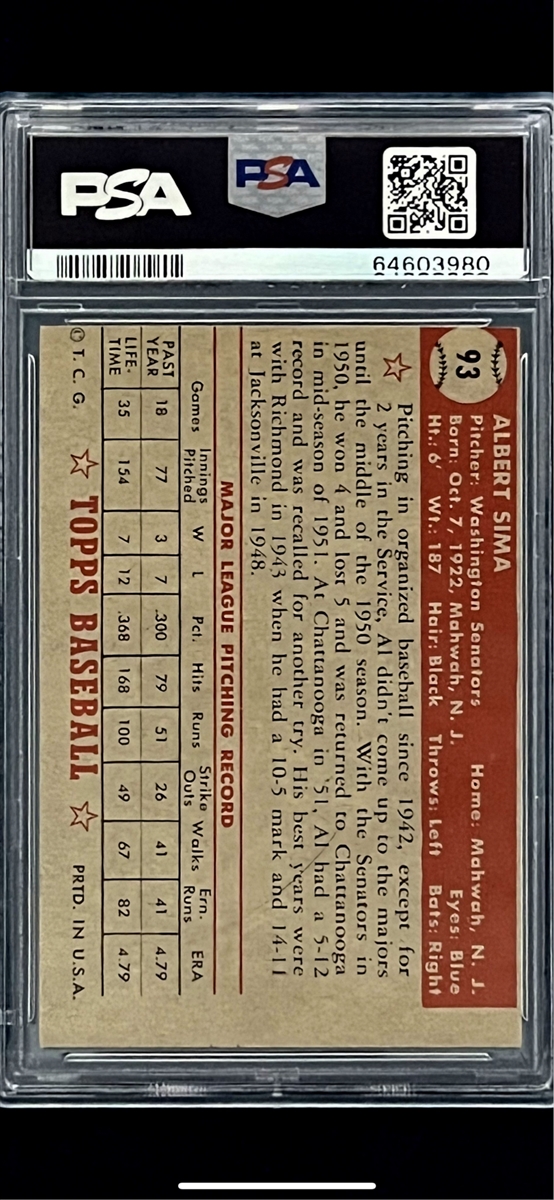 PSA
PSA
64603980
93
ALBERT SIMA
Pitcher: Washington Senators Home: Mahwah, N. J.
Born: Oct. 7, 1922, Mahwah, N. J. Eyes: Blue
Ht.: 6' Wt.: 187 Hair: Black Throws: Left Bats: Right
Pitching in organized baseball since 1942, except for
2 years in the Service, Al didn't come up to the majors
until the middle of the 1950 season. With the Senators in
1950, he won 4 and lost 5 and was returned to Chattanooga
in mid-season of 1951. At Chattanooga in '51, Al had a 5-12
record and was recalled for another try. His best years were
with Richmond in 1943 when he had a 10-5 mark and 14-11
at Jacksonville in 1948.
MAJOR LEAGUE PITCHING RECORD
Games Innings Pitched W L Pct. Hits Runs Strike Outs Walks Ern. Runs ERA
PAST YEAR 18 77 3 7 .300 79 51 26 41 41 4.79
LIFE-TIME 35 154 7 12 .368 168 100 49 67 82 4.79
© T. C. G. TOPPS BASEBALL PRTD. IN U.S.A.